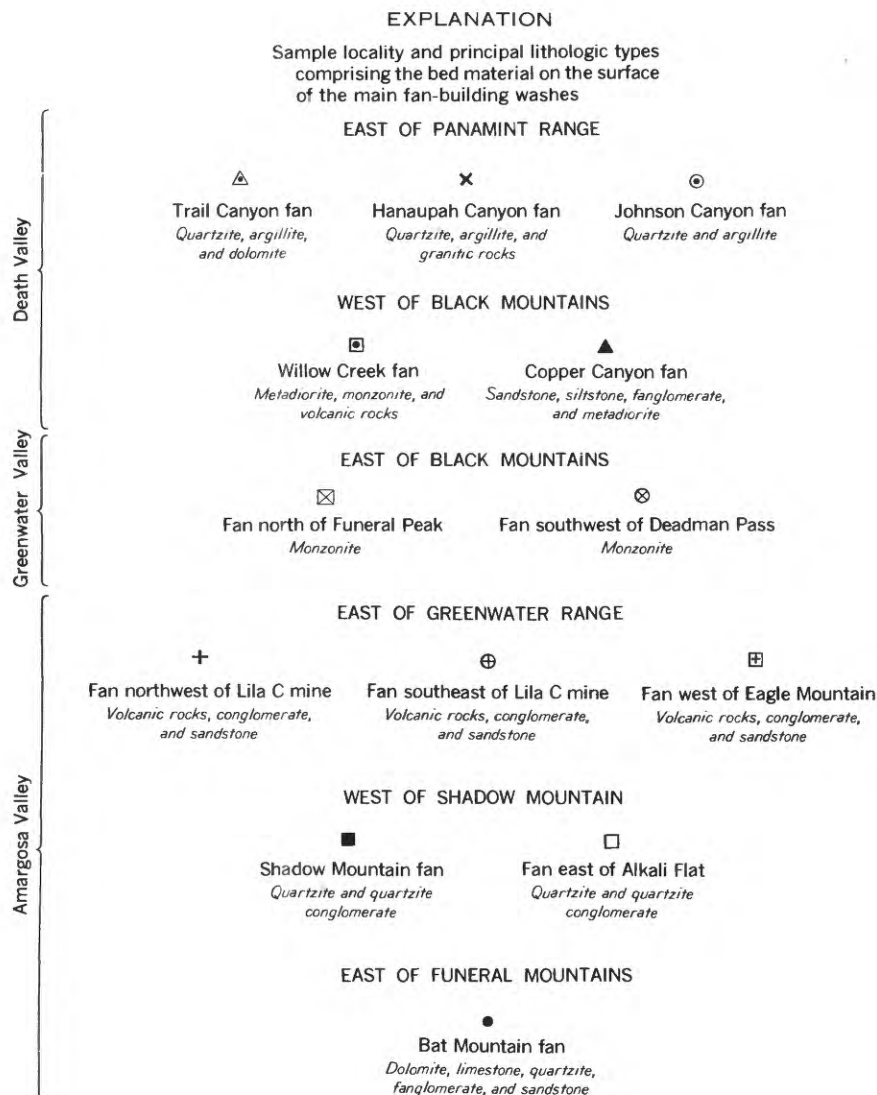 EXPLANATION
Sample locality and principal lithologic types
comprising the bed material on the surface
of the main fan-building washes
Death Valley
EAST OF PANAMINT RANGE
Trail Canyon fan
Quartzite, argillite,
and dolomite
Hanaupah Canyon fan
Quartzite, argillite, and
granitic rocks
Johnson Canyon fan
Quartzite and argillite
WEST OF BLACK MOUNTAINS
Willow Creek fan
Metadiorite, monzonite, and
volcanic rocks
Copper Canyon fan
Sandstone, siltstone, fanglomerate,
and metadiorite
Greenwater Valley
EAST OF BLACK MOUNTAINS
Fan north of Funeral Peak
Monzonite
Fan southwest of Deadman Pass
Monzonite
Amargosa Valley
EAST OF GREENWATER RANGE
Fan northwest of Lila C mine
Volcanic rocks, conglomerate,
and sandstone
Fan southeast of Lila C mine
Volcanic rocks, conglomerate,
and sandstone
Fan west of Eagle Mountain
Volcanic rocks, conglomerate,
and sandstone
WEST OF SHADOW MOUNTAIN
Shadow Mountain fan
Quartzite and quartzite
conglomerate
Fan east of Alkali Flat
Quartzite and quartzite
conglomerate
EAST OF FUNERAL MOUNTAINS
Bat Mountain fan
Dolomite, limestone, quartzite,
fanglomerate, and sandstone